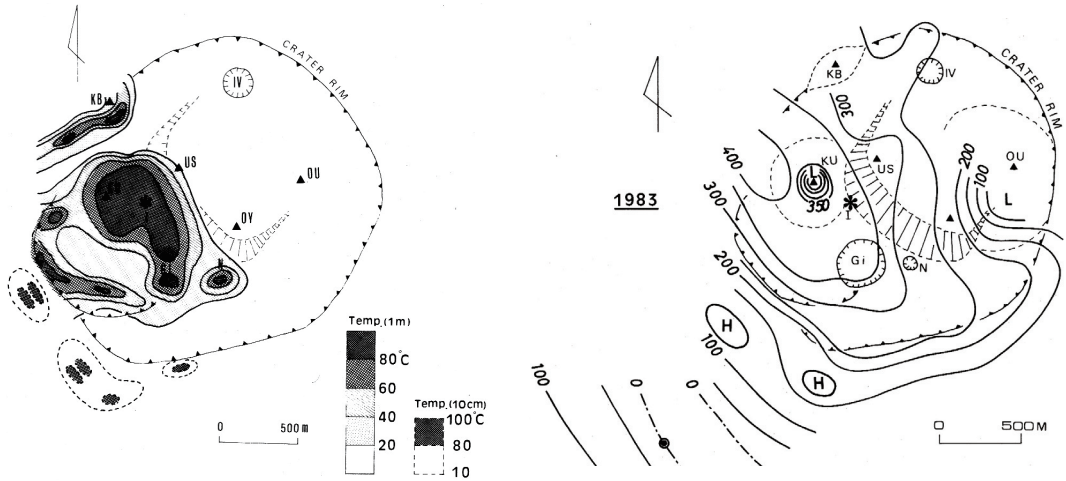 CRATER RIM
IV
KB
US
OU
OY
N
Temp.(1m)
80°C
60
40
20
Temp.(10cm)
100°C
80
10
0 500m
CRATER RIM
KB
IV
300
400
KU
US
OU
200
100
L
L
300
350
1983
I
200
Gi
N
H
100
H
100
0
0
0 500M